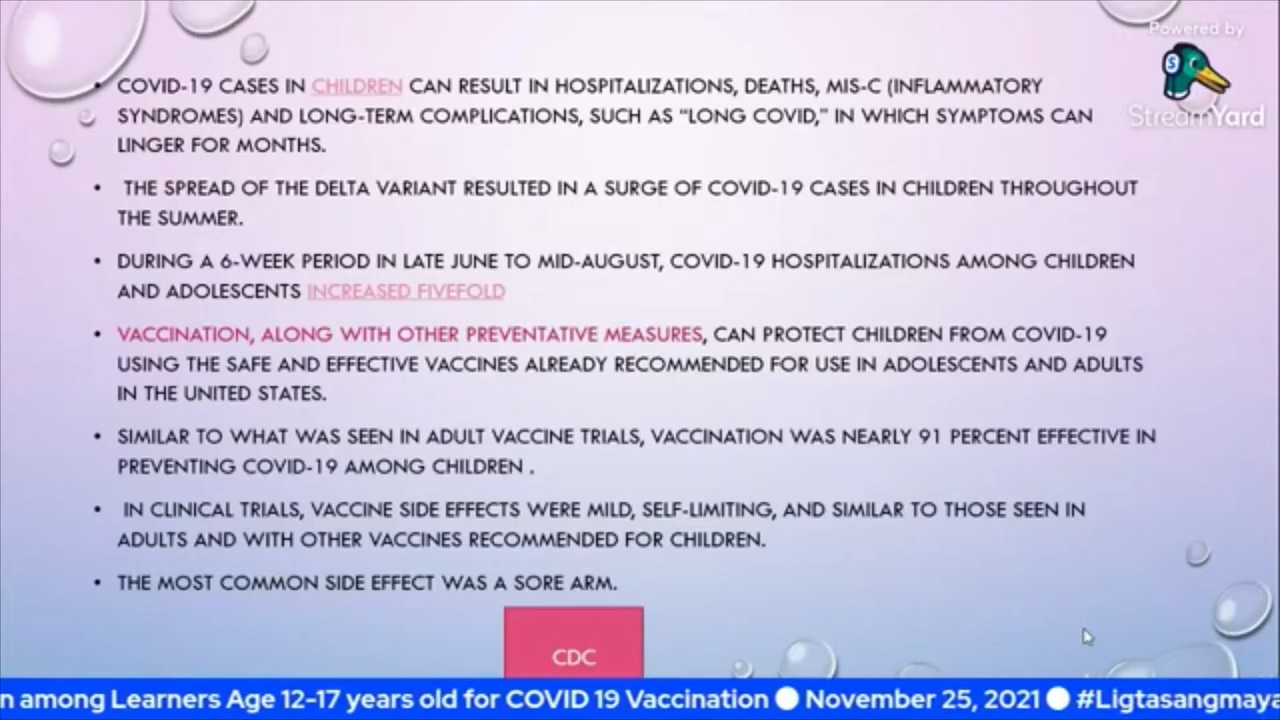 Powered by
StreamYard
• COVID-19 CASES IN CHILDREN CAN RESULT IN HOSPITALIZATIONS, DEATHS, MIS-C (INFLAMMATORY
SYNDROMES) AND LONG-TERM COMPLICATIONS, SUCH AS “LONG COVID,” IN WHICH SYMPTOMS CAN
LINGER FOR MONTHS.
• THE SPREAD OF THE DELTA VARIANT RESULTED IN A SURGE OF COVID-19 CASES IN CHILDREN THROUGHOUT
THE SUMMER.
• DURING A 6-WEEK PERIOD IN LATE JUNE TO MID-AUGUST, COVID-19 HOSPITALIZATIONS AMONG CHILDREN
AND ADOLESCENTS INCREASED FIVEFOLD
• VACCINATION, ALONG WITH OTHER PREVENTATIVE MEASURES, CAN PROTECT CHILDREN FROM COVID-19
USING THE SAFE AND EFFECTIVE VACCINES ALREADY RECOMMENDED FOR USE IN ADOLESCENTS AND ADULTS
IN THE UNITED STATES.
• SIMILAR TO WHAT WAS SEEN IN ADULT VACCINE TRIALS, VACCINATION WAS NEARLY 91 PERCENT EFFECTIVE IN
PREVENTING COVID-19 AMONG CHILDREN .
• IN CLINICAL TRIALS, VACCINE SIDE EFFECTS WERE MILD, SELF-LIMITING, AND SIMILAR TO THOSE SEEN IN
ADULTS AND WITH OTHER VACCINES RECOMMENDED FOR CHILDREN.
• THE MOST COMMON SIDE EFFECT WAS A SORE ARM.
CDC
n among Learners Age 12-17 years old for COVID 19 Vaccination ● November 25, 2021 ● #Ligtasangmaya